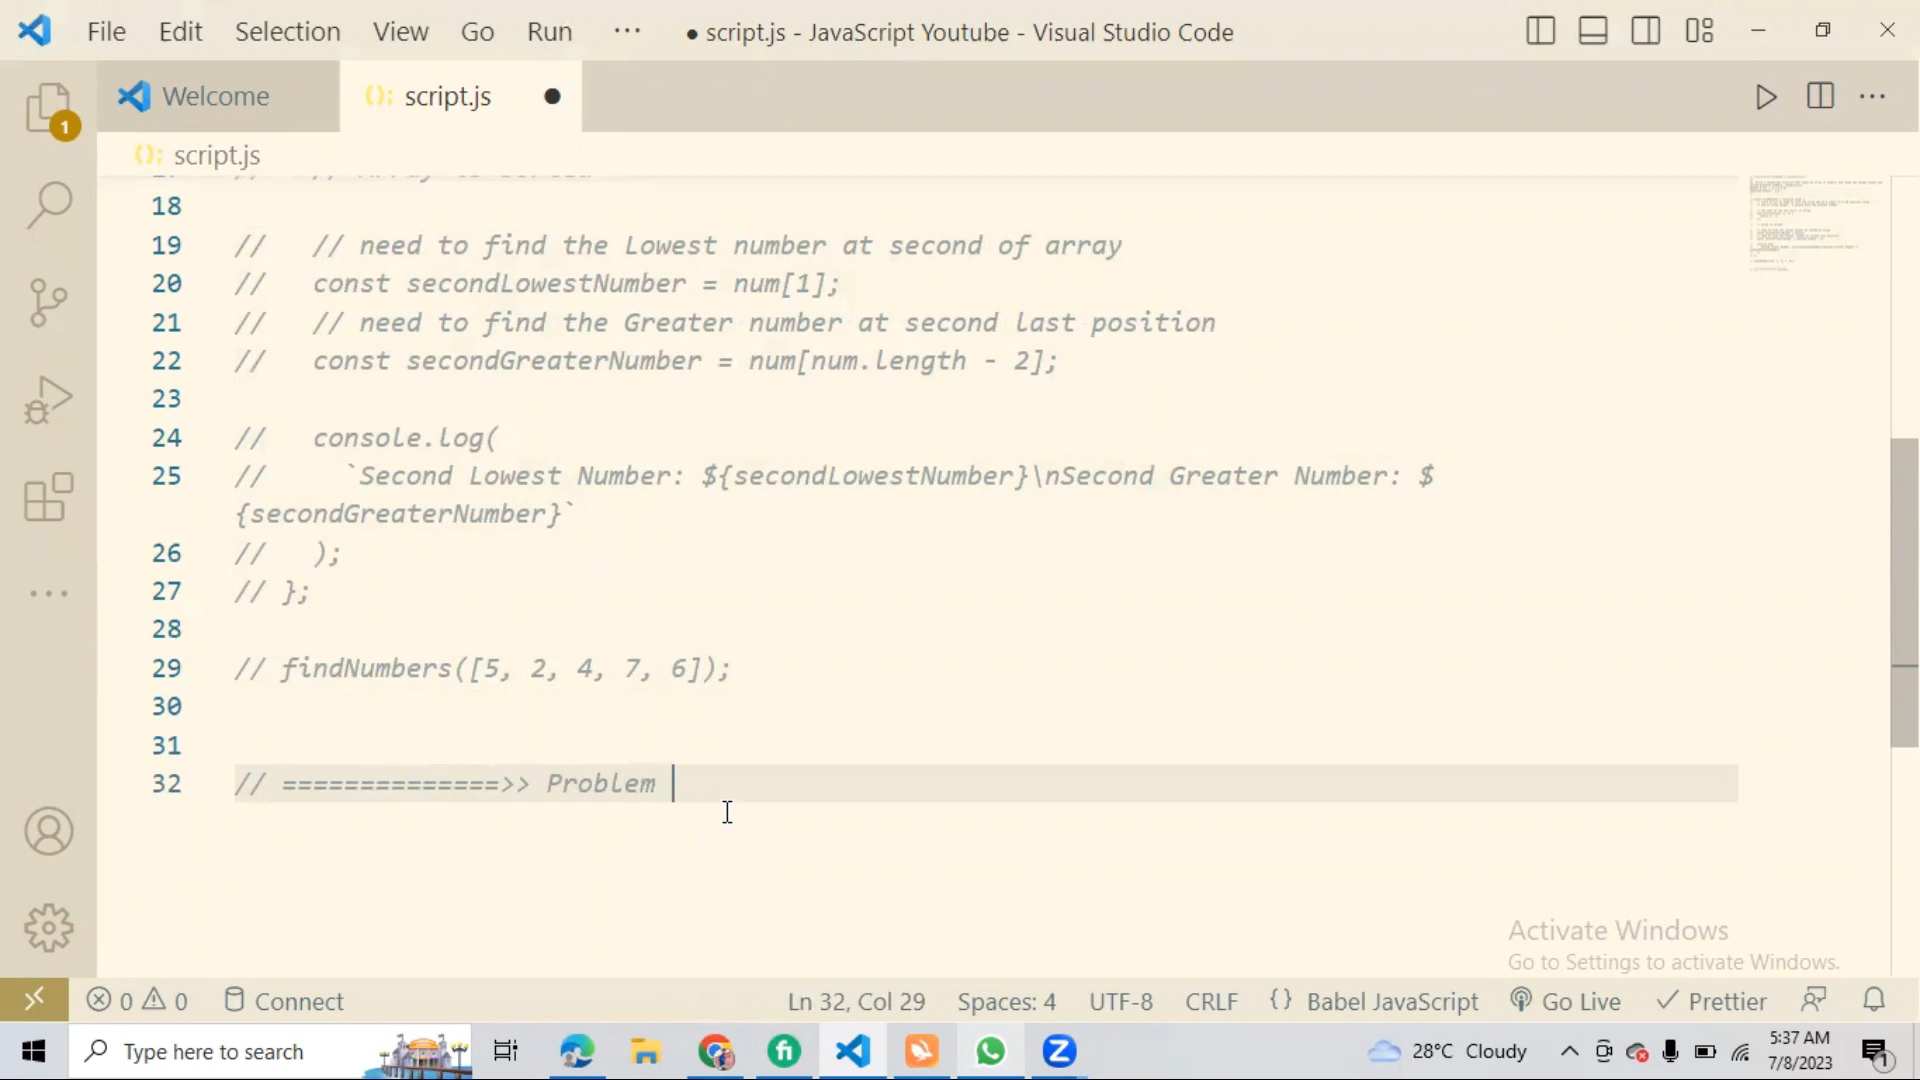 File Edit Selection View Go Run ··· ● script.js - JavaScript Youtube - Visual Studio Code
Welcome script.js
script.js
18
19 // // need to find the Lowest number at second of array
20 // const secondLowestNumber = num[1];
21 // // need to find the Greater number at second last position
22 // const secondGreaterNumber = num[num.length - 2];
23
24 // console.log(
25 // `Second Lowest Number: ${secondLowestNumber}\nSecond Greater Number: $
{secondGreaterNumber}`
26 // );
27 // };
28
29 // findNumbers([5, 2, 4, 7, 6]);
30
31
32 // ==============>> Problem
1
Activate Windows
Go to Settings to activate Windows.
0 0 Connect Ln 32, Col 29 Spaces: 4 UTF-8 CRLF {} Babel JavaScript Go Live Prettier
Type here to search 28°C Cloudy 5:37 AM
7/8/2023 1